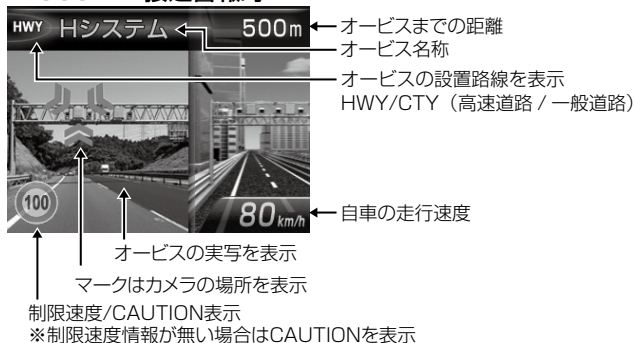 HWY Hシステム 500m
オービスまでの距離
オービス名称
オービスの設置路線を表示
HWY/CTY（高速道路 / 一般道路）
100
80km/h
自車の走行速度
オービスの実写を表示
マークはカメラの場所を表示
制限速度/CAUTION表示
※制限速度情報が無い場合はCAUTIONを表示